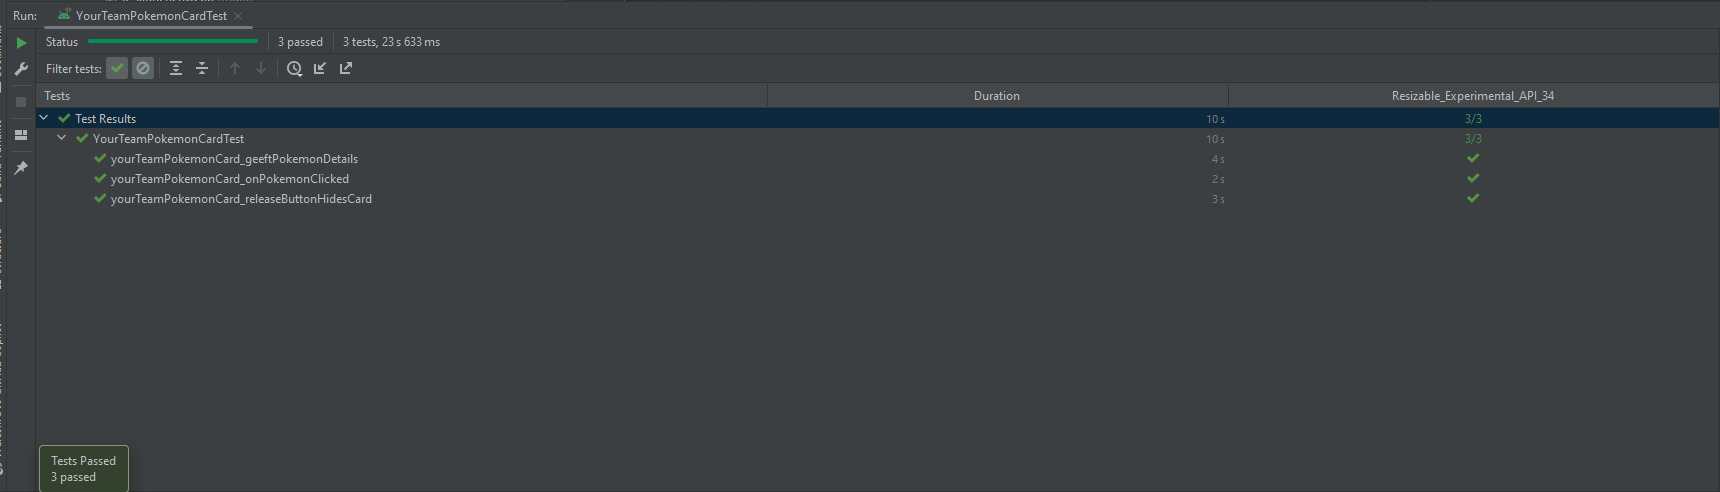 Run: YourTeamPokemonCardTest
Status 3 passed 3 tests, 23 s 633 ms
Filter tests:
Tests Duration Resizable_Experimental_API_34
Test Results 10 s 3/3
YourTeamPokemonCardTest 10 s 3/3
yourTeamPokemonCard_geeftPokemonDetails 4 s
yourTeamPokemonCard_onPokemonClicked 2 s
yourTeamPokemonCard_releaseButtonHidesCard 3 s
Tests Passed
3 passed